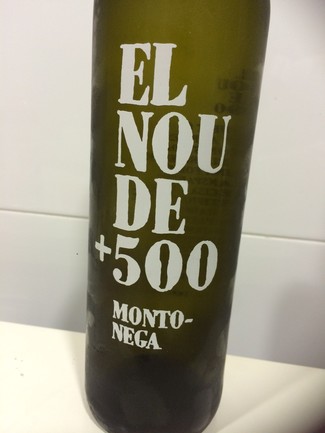 EL
NOU
DE
+500
MONTO-
NEGA